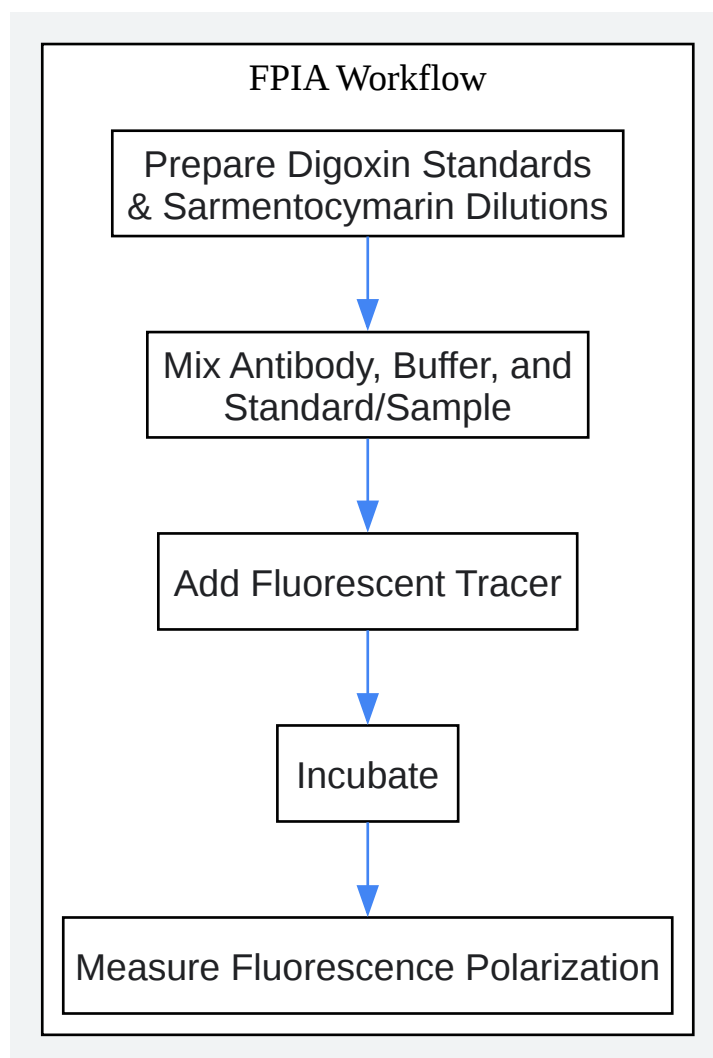 FPIA Workflow
Prepare Digoxin Standards
& Sarmentocymarin Dilutions
Mix Antibody, Buffer, and
Standard/Sample
Add Fluorescent Tracer
Incubate
Measure Fluorescence Polarization